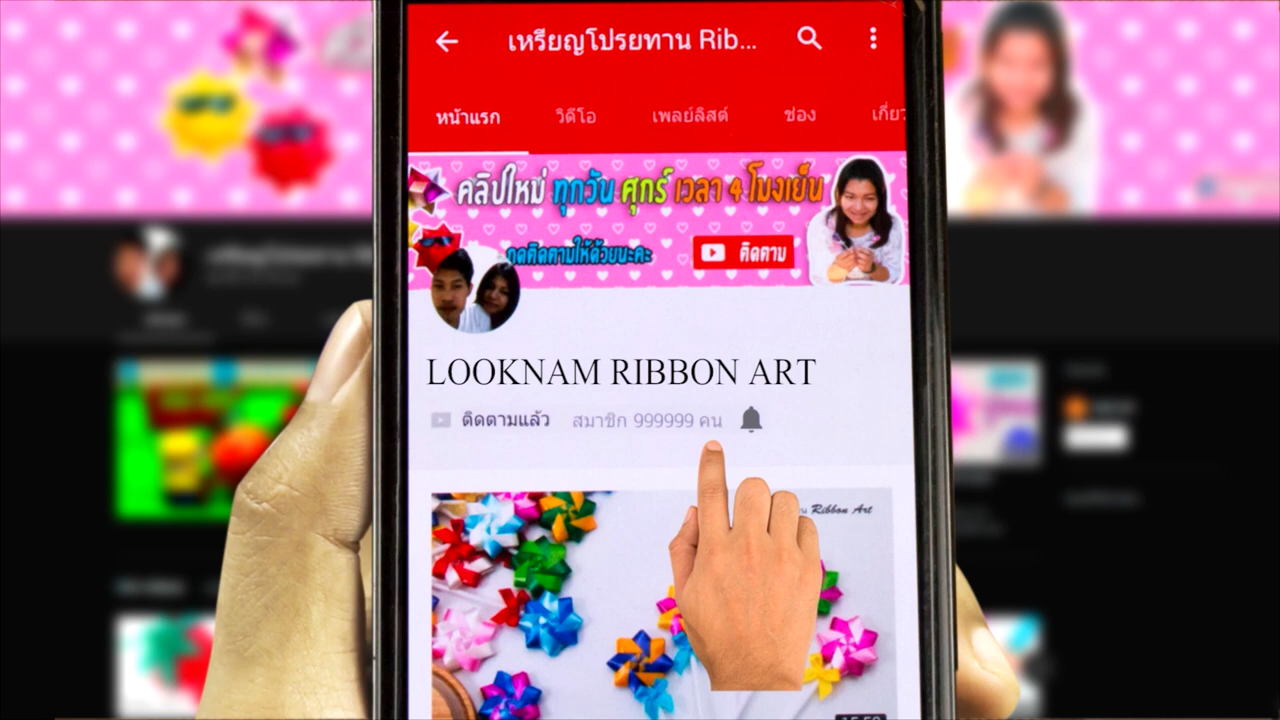 เหรียญโปรยทาน Rib...
หน้าแรก วิดีโอ เพลย์ลิสต์ ช่อง เกี่ยว
คลิปใหม่ ทุกวัน ศุกร์ เวลา 4 โมงเย็น
กดติดตามให้ด้วยนะคะ
ติดตาม
LOOKNAM RIBBON ART
ติดตามแล้ว สมาชิก 999999 คน
Ribbon Art